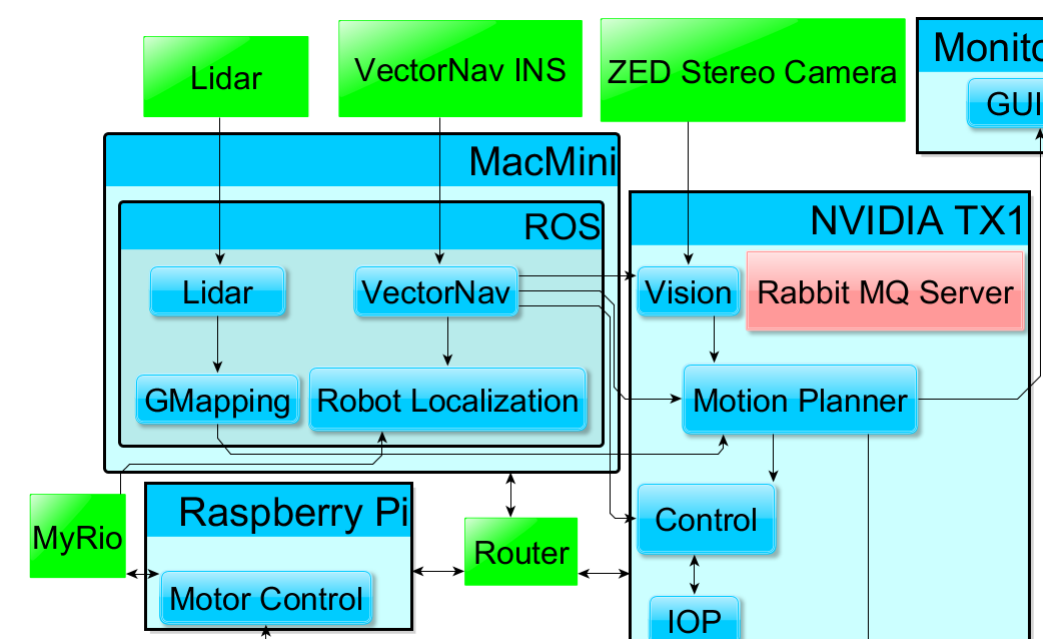 Lidar
VectorNav INS
ZED Stereo Camera
Monito
GUI
MacMini
ROS
NVIDIA TX1
Lidar
VectorNav
Vision
Rabbit MQ Server
GMapping
Robot Localization
Motion Planner
MyRio
Raspberry Pi
Router
Control
Motor Control
IOP